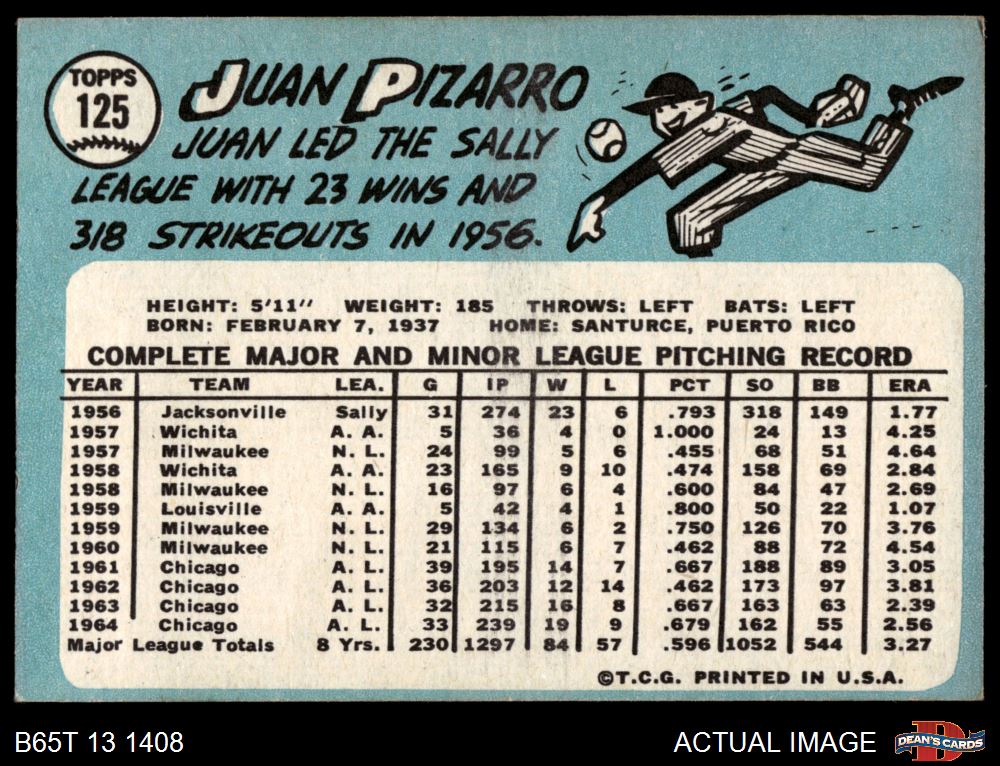 TOPPS
125
JUAN PIZARRO
JUAN LED THE SALLY
LEAGUE WITH 23 WINS AND
318 STRIKEOUTS IN 1956.
HEIGHT: 5'11" WEIGHT: 185 THROWS: LEFT BATS: LEFT
BORN: FEBRUARY 7, 1937 HOME: SANTURCE, PUERTO RICO
COMPLETE MAJOR AND MINOR LEAGUE PITCHING RECORD
YEAR TEAM LEA. G IP W L PCT SO BB ERA
1956 Jacksonville Sally 31 274 23 6 .793 318 149 1.77
1957 Wichita A. A. 5 36 4 0 1.000 24 13 4.25
1957 Milwaukee N. L. 24 99 5 6 .455 68 51 4.64
1958 Wichita A. A. 23 165 9 10 .474 158 69 2.84
1958 Milwaukee N. L. 16 97 6 4 .600 84 47 2.69
1959 Louisville A. A. 5 42 4 1 .800 50 22 1.07
1959 Milwaukee N. L. 29 134 6 2 .750 126 70 3.76
1960 Milwaukee N. L. 21 115 6 7 .462 88 72 4.54
1961 Chicago A. L. 39 195 14 7 .667 188 89 3.05
1962 Chicago A. L. 36 203 12 14 .462 173 97 3.81
1963 Chicago A. L. 32 215 16 8 .667 163 63 2.39
1964 Chicago A. L. 33 239 19 9 .679 162 55 2.56
Major League Totals 8 Yrs. 230 1297 84 57 .596 1052 544 3.27
©T.C.G. PRINTED IN U.S.A.
B65T 13 1408 ACTUAL IMAGE DEAN'S CARDS